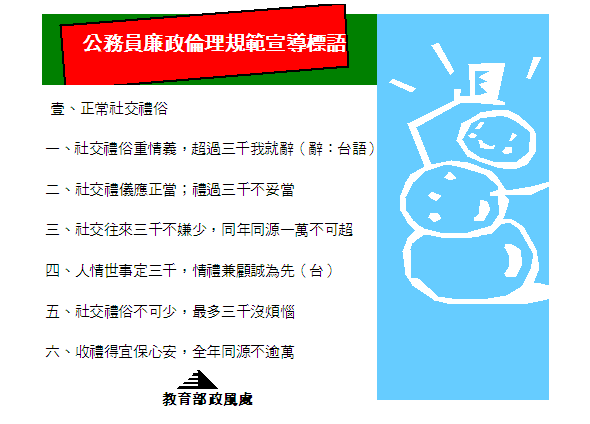 公務員廉政倫理規範宣導標語
壹、正常社交禮俗
一、社交禮俗重情義，超過三千我就辭（辭：台語）
二、社交禮儀應正當；禮過三千不妥當
三、社交往來三千不嫌少，同年同源一萬不可超
四、人情世事定三千，情禮兼顧誠為先（台）
五、社交禮俗不可少，最多三千沒煩惱
六、收禮得宜保心安，全年同源不逾萬
教育部政風處